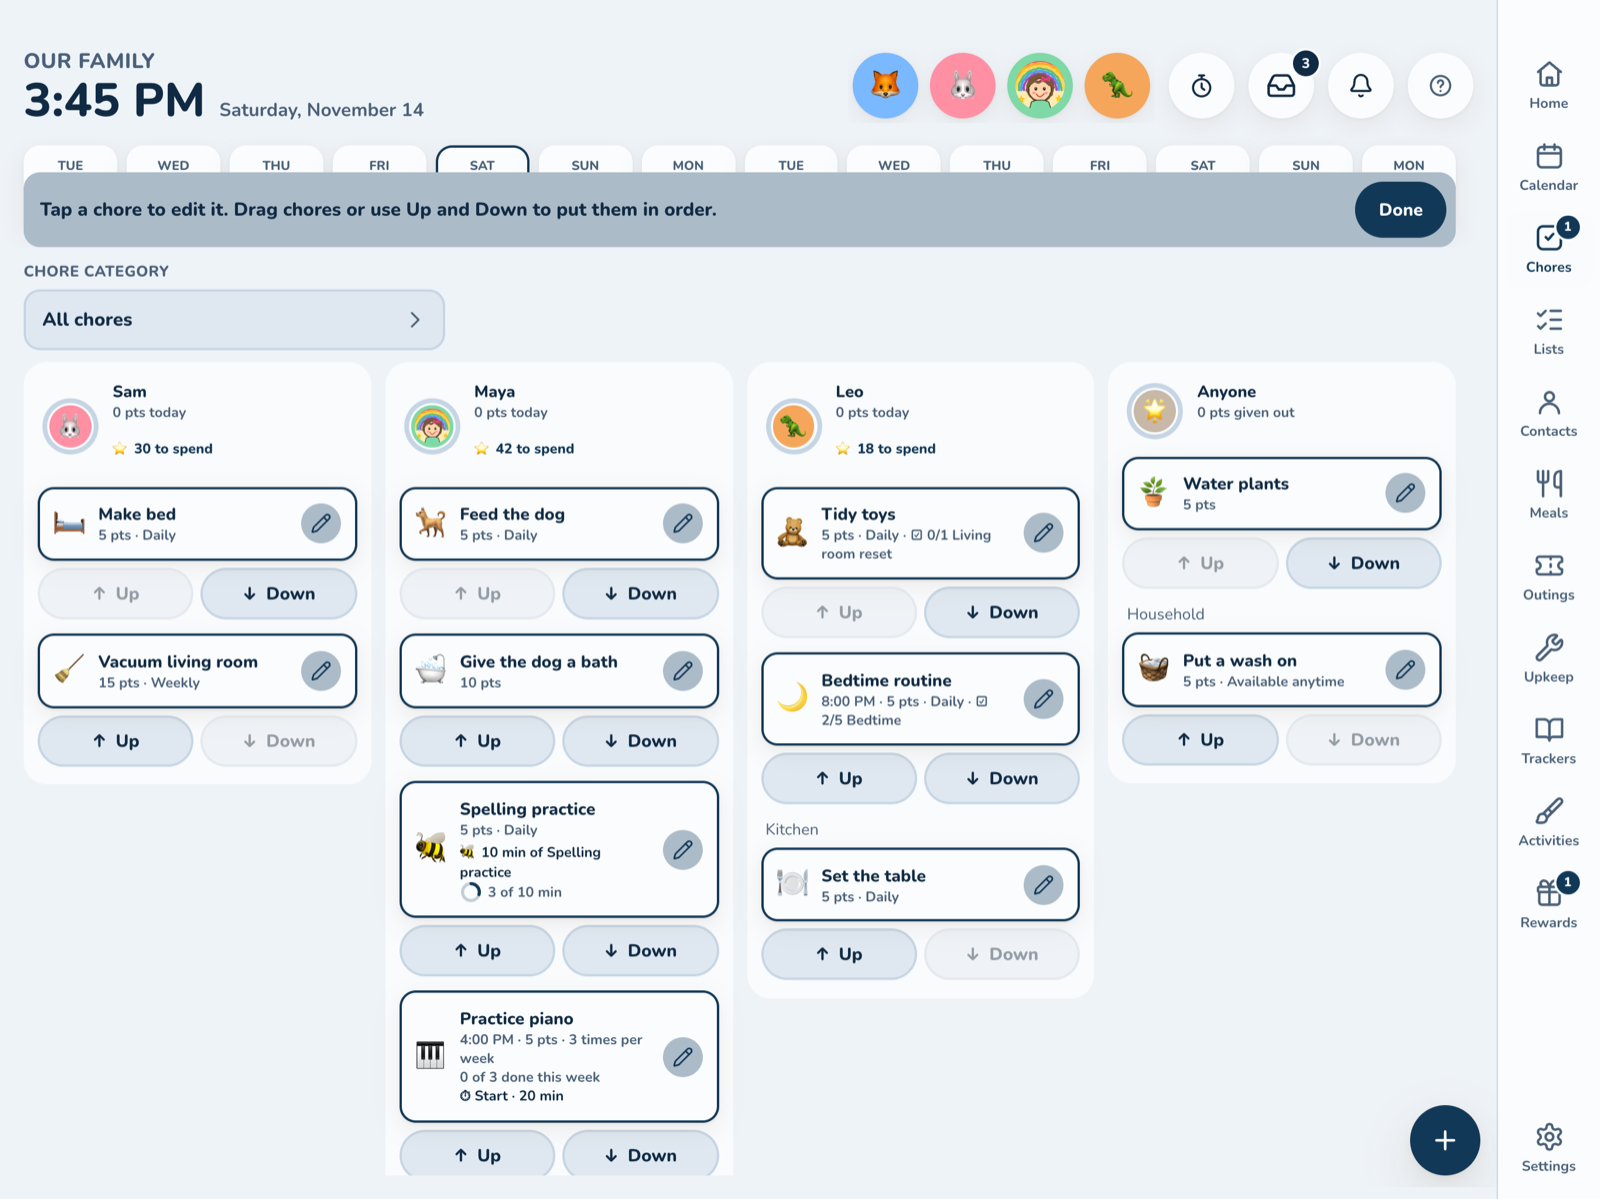 OUR FAMILY
3:45 PM Saturday, November 14
3
TUE WED THU FRI SAT SUN MON TUE WED THU FRI SAT SUN MON
Tap a chore to edit it. Drag chores or use Up and Down to put them in order.
Done
CHORE CATEGORY
All chores
Sam
0 pts today
⭐ 30 to spend
Make bed
5 pts · Daily
↑ Up ↓ Down
Vacuum living room
15 pts · Weekly
↑ Up ↓ Down
Maya
0 pts today
⭐ 42 to spend
Feed the dog
5 pts · Daily
↑ Up ↓ Down
Give the dog a bath
10 pts
↑ Up ↓ Down
Spelling practice
5 pts · Daily
🐝 10 min of Spelling
practice
3 of 10 min
↑ Up ↓ Down
Practice piano
4:00 PM · 5 pts · 3 times per
week
0 of 3 done this week
⏱ Start · 20 min
↑ Up ↓ Down
Leo
0 pts today
⭐ 18 to spend
Tidy toys
5 pts · Daily · ☑ 0/1 Living
room reset
↑ Up ↓ Down
Bedtime routine
8:00 PM · 5 pts · Daily · ☑
2/5 Bedtime
↑ Up ↓ Down
Kitchen
Set the table
5 pts · Daily
↑ Up ↓ Down
Anyone
0 pts given out
Water plants
5 pts
↑ Up ↓ Down
Household
Put a wash on
5 pts · Available anytime
↑ Up ↓ Down
+
Home
Calendar
1
Chores
Lists
Contacts
Meals
Outings
Upkeep
Trackers
Activities
1
Rewards
Settings